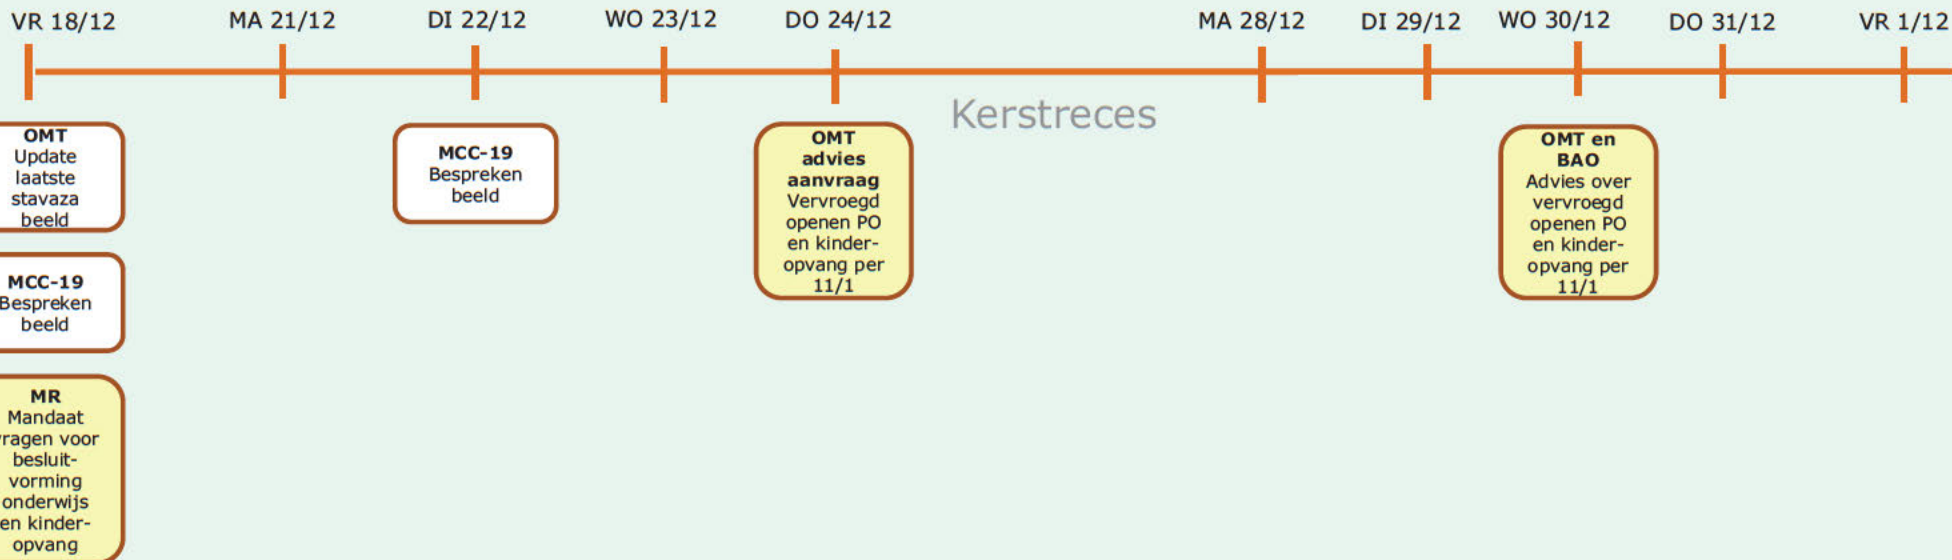 VR 18/12 MA 21/12 DI 22/12 WO 23/12 DO 24/12 MA 28/12 DI 29/12 WO 30/12 DO 31/12 VR 1/12
Kerstreces
OMT
Update
laatste
stavaza
beeld
MCC-19
Bespreken
beeld
MR
Mandaat
vragen voor
besluit-
vorming
onderwijs
en kinder-
opvang
MCC-19
Bespreken
beeld
OMT
advies
aanvraag
Vervroegd
openen PO
en kinder-
opvang per
11/1
OMT en
BAO
Advies over
vervroegd
openen PO
en kinder-
opvang per
11/1